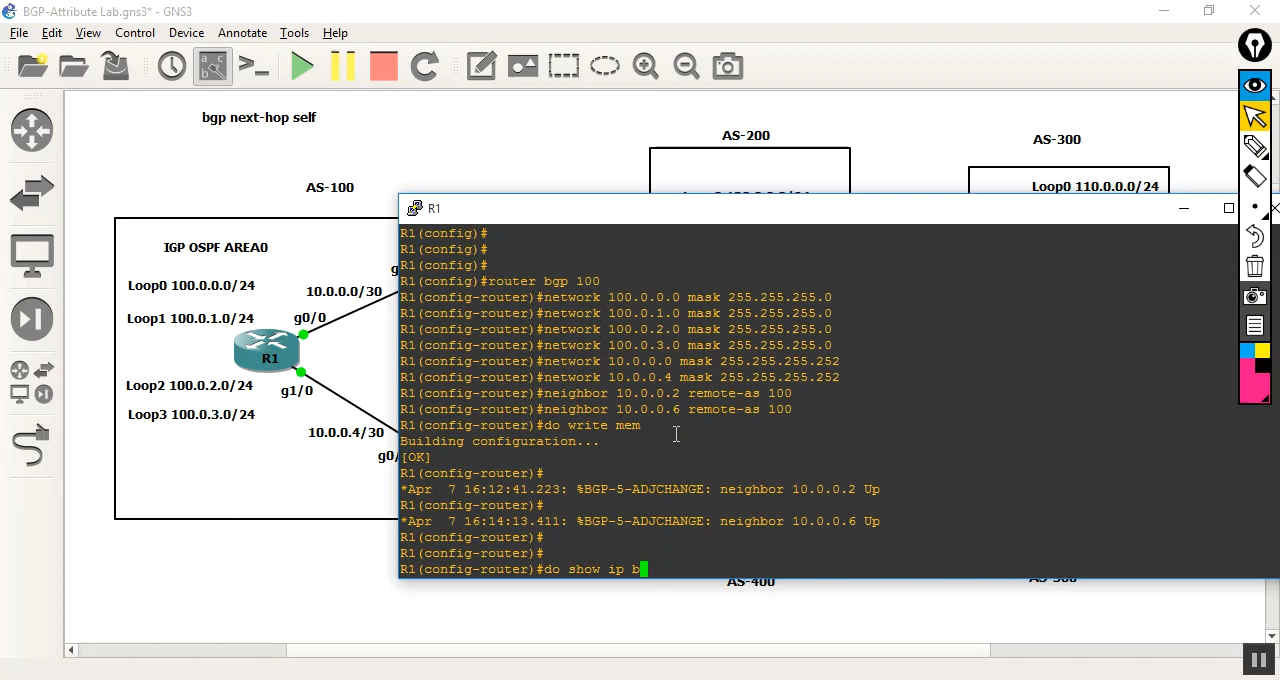 BGP-Attribute Lab.gns3* - GNS3
File Edit View Control Device Annotate Tools Help
bgp next-hop self
AS-200
AS-300
AS-100
Loop0 110.0.0.0/24
IGP OSPF AREA0
Loop0 100.0.0.0/24
10.0.0.0/30
Loop1 100.0.1.0/24
g0/0
R1
Loop2 100.0.2.0/24
g1/0
Loop3 100.0.3.0/24
10.0.0.4/30
g0/
R1
R1(config)#
R1(config)#
R1(config)#
R1(config)#router bgp 100
R1(config-router)#network 100.0.0.0 mask 255.255.255.0
R1(config-router)#network 100.0.1.0 mask 255.255.255.0
R1(config-router)#network 100.0.2.0 mask 255.255.255.0
R1(config-router)#network 100.0.3.0 mask 255.255.255.0
R1(config-router)#network 10.0.0.0 mask 255.255.255.252
R1(config-router)#network 10.0.0.4 mask 255.255.255.252
R1(config-router)#neighbor 10.0.0.2 remote-as 100
R1(config-router)#neighbor 10.0.0.6 remote-as 100
R1(config-router)#do write mem
Building configuration...
[OK]
R1(config-router)#
*Apr  7 16:12:41.223: %BGP-5-ADJCHANGE: neighbor 10.0.0.2 Up
R1(config-router)#
*Apr  7 16:14:13.411: %BGP-5-ADJCHANGE: neighbor 10.0.0.6 Up
R1(config-router)#
R1(config-router)#
R1(config-router)#do show ip b
AS-400